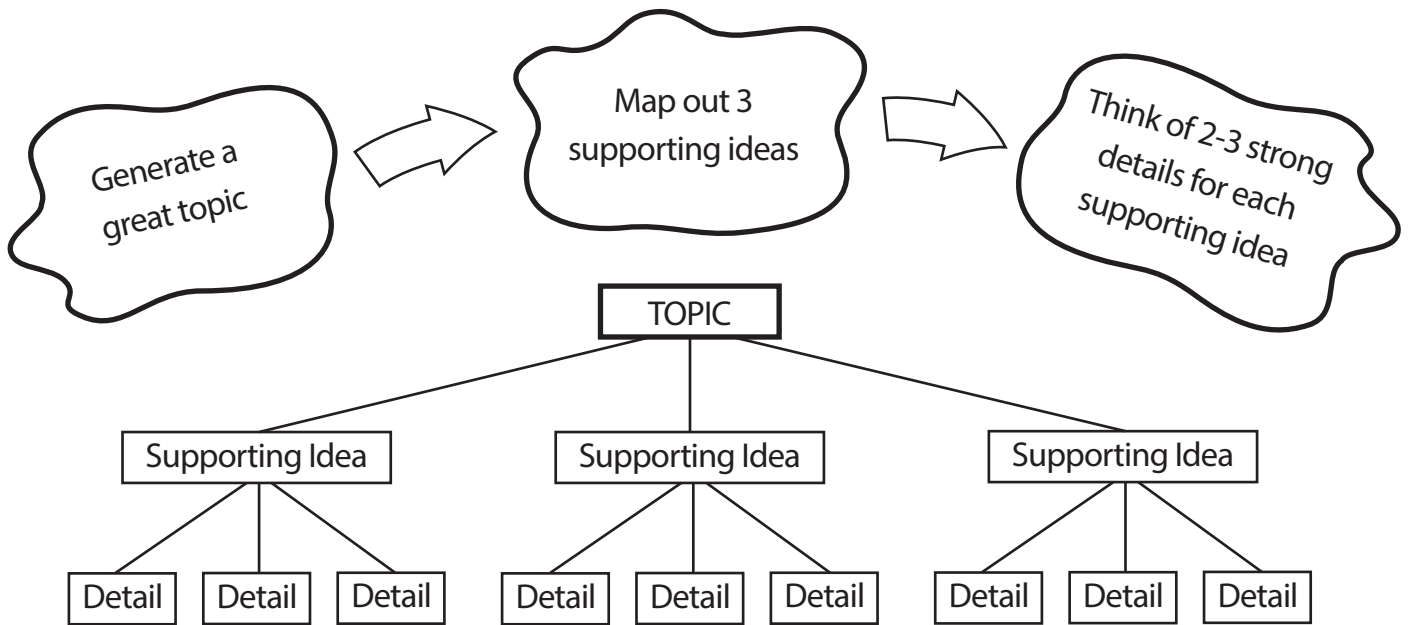 Generate a
great topic
Map out 3
supporting ideas
Think of 2-3 strong
details for each
supporting idea
TOPIC
Supporting Idea
Supporting Idea
Supporting Idea
Detail
Detail
Detail
Detail
Detail
Detail
Detail
Detail
Detail